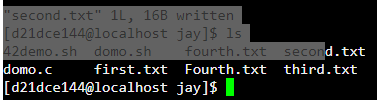 "second.txt" 1L, 16B written
[d21dce144@localhost jay]$ ls
42demo.sh  domo.sh   fourth.txt  second.txt
domo.c     first.txt  Fourth.txt  third.txt
[d21dce144@localhost jay]$